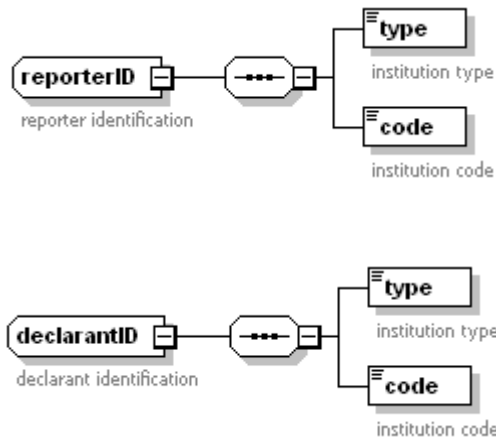 type
institution type
reporterID
reporter identification
code
institution code
type
institution type
declarantID
declarant identification
code
institution code